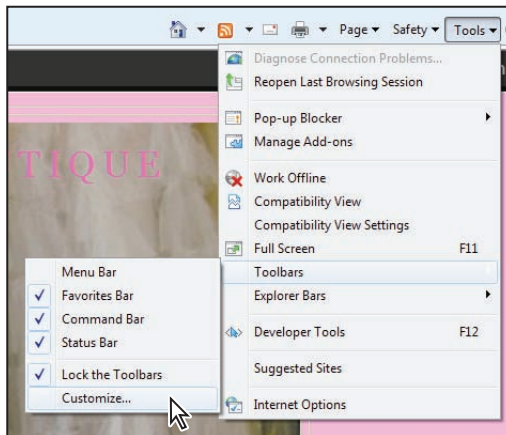 Page Safety Tools
Diagnose Connection Problems...
Reopen Last Browsing Session
Pop-up Blocker
Manage Add-ons
TIQUE
Work Offline
Compatibility View
Compatibility View Settings
Full Screen F11
Toolbars
Explorer Bars
Developer Tools F12
Suggested Sites
Internet Options
Menu Bar
Favorites Bar
Command Bar
Status Bar
Lock the Toolbars
Customize...